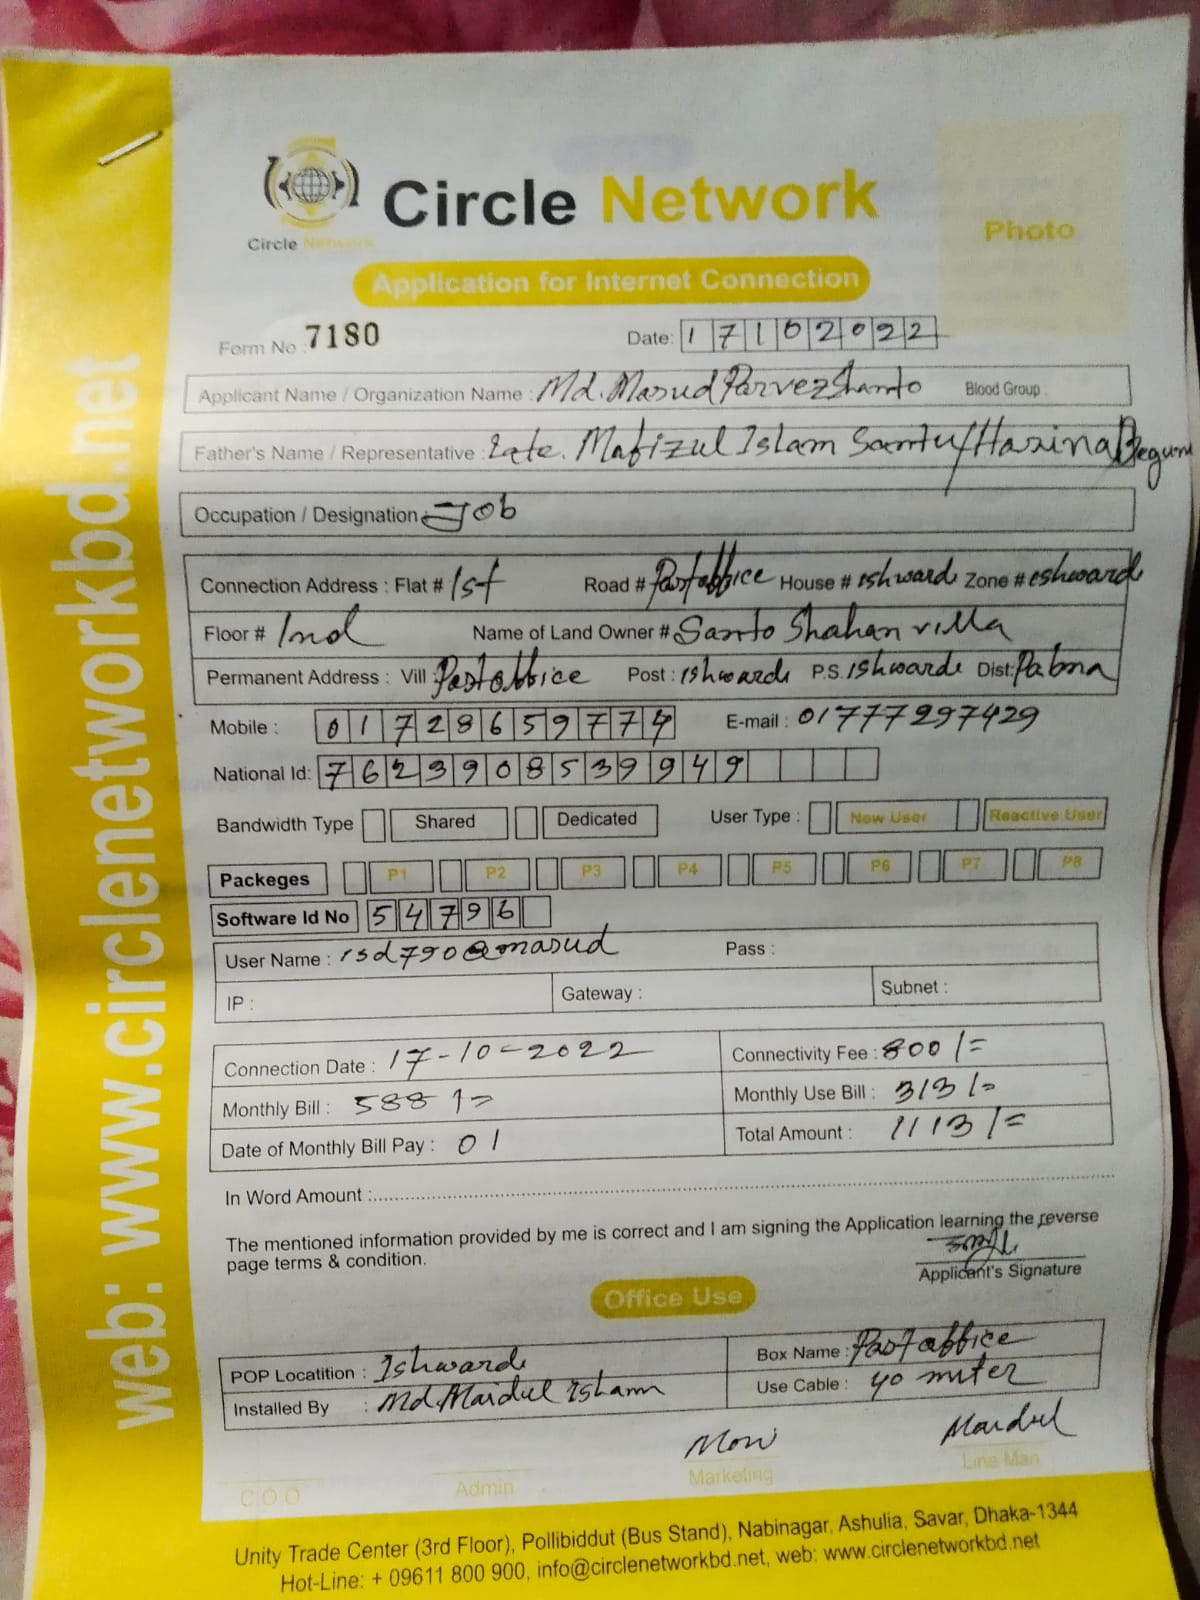 Circle Network
Circle Network
Photo
Application for Internet Connection
Form No : 7180
Date: 17102022
Applicant Name / Organization Name : Md. Masud Parvez Shanto Blood Group
Father's Name / Representative : Late. Mafizul Islam Santu/Hasina Begum
Occupation / Designation Job
Connection Address : Flat # 1st Road # Postoffice House # ishwardi Zone # eshwardi
Floor # Ind Name of Land Owner # Santo Shahan villa
Permanent Address : Vill : Postoffice Post : ishwardi P.S. Ishwardi Dist: Pabna
Mobile : 01728659774 E-mail : 01777297429
National Id: 7623908539949
Bandwidth Type Shared Dedicated User Type : New User Reactive User
Packeges P1 P2 P3 P4 P5 P6 P7 P8
Software Id No 54796
User Name : isd790@masud Pass :
IP : Gateway : Subnet :
Connection Date : 17-10-2022 Connectivity Fee : 800/=
Monthly Bill : 588/= Monthly Use Bill : 313/=
Date of Monthly Bill Pay : 01 Total Amount : 1113/=
In Word Amount :
The mentioned information provided by me is correct and I am signing the Application learning the reverse
page terms & condition.
Applicant's Signature
Office Use
POP Locatition : Ishwardi Box Name : Postoffice
Installed By : Md Maidul Islam Use Cable : 40 miter
Moni Maidul
COO Admin Marketing Line Man
Unity Trade Center (3rd Floor), Pollibiddut (Bus Stand), Nabinagar, Ashulia, Savar, Dhaka-1344
Hot-Line: + 09611 800 900, info@circlenetworkbd.net, web: www.circlenetworkbd.net
web: www.circlenetworkbd.net